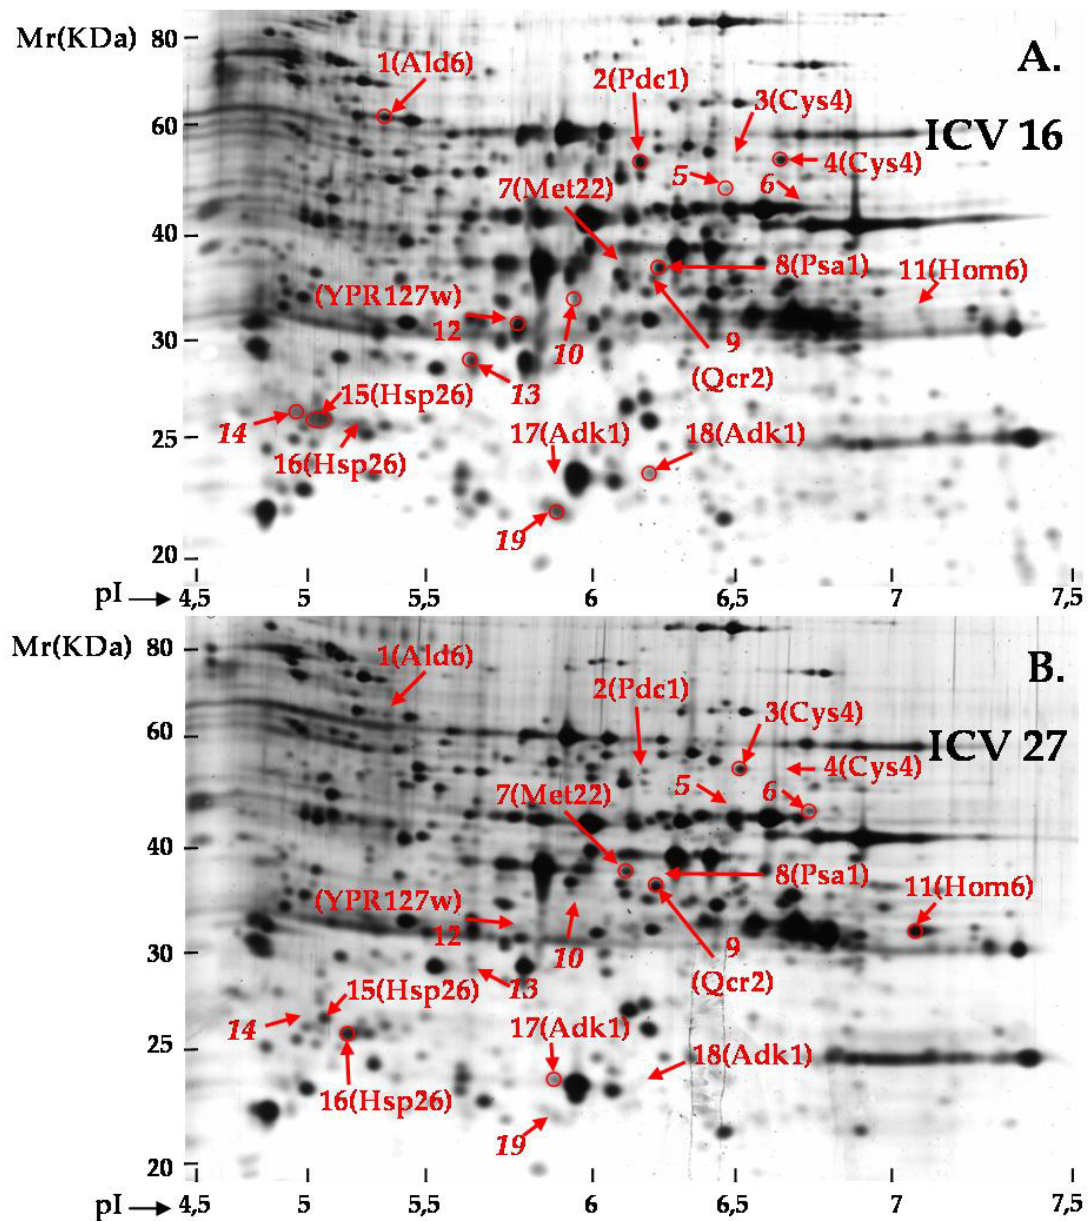 Mr(KDa) 80
A.
1(Ald6)
2(Pdc1)
3(Cys4)
60
ICV 16
4(Cys4)
5
6
7(Met22)
40
8(Psa1)
11(Hom6)
(YPR127w)
12
30
10
9
(Qcr2)
13
15(Hsp26)
14
25
17(Adk1)
18(Adk1)
16(Hsp26)
19
20
pI 4,5 5 5,5 6 6,5 7 7,5
Mr(KDa) 80
B.
1(Ald6)
2(Pdc1)
3(Cys4)
60
ICV 27
4(Cys4)
5
6
7(Met22)
40
8(Psa1)
11(Hom6)
(YPR127w)
12
30
10
9
(Qcr2)
13
15(Hsp26)
14
17(Adk1)
25
18(Adk1)
16(Hsp26)
19
20
pI 4,5 5 5,5 6 6,5 7 7,5